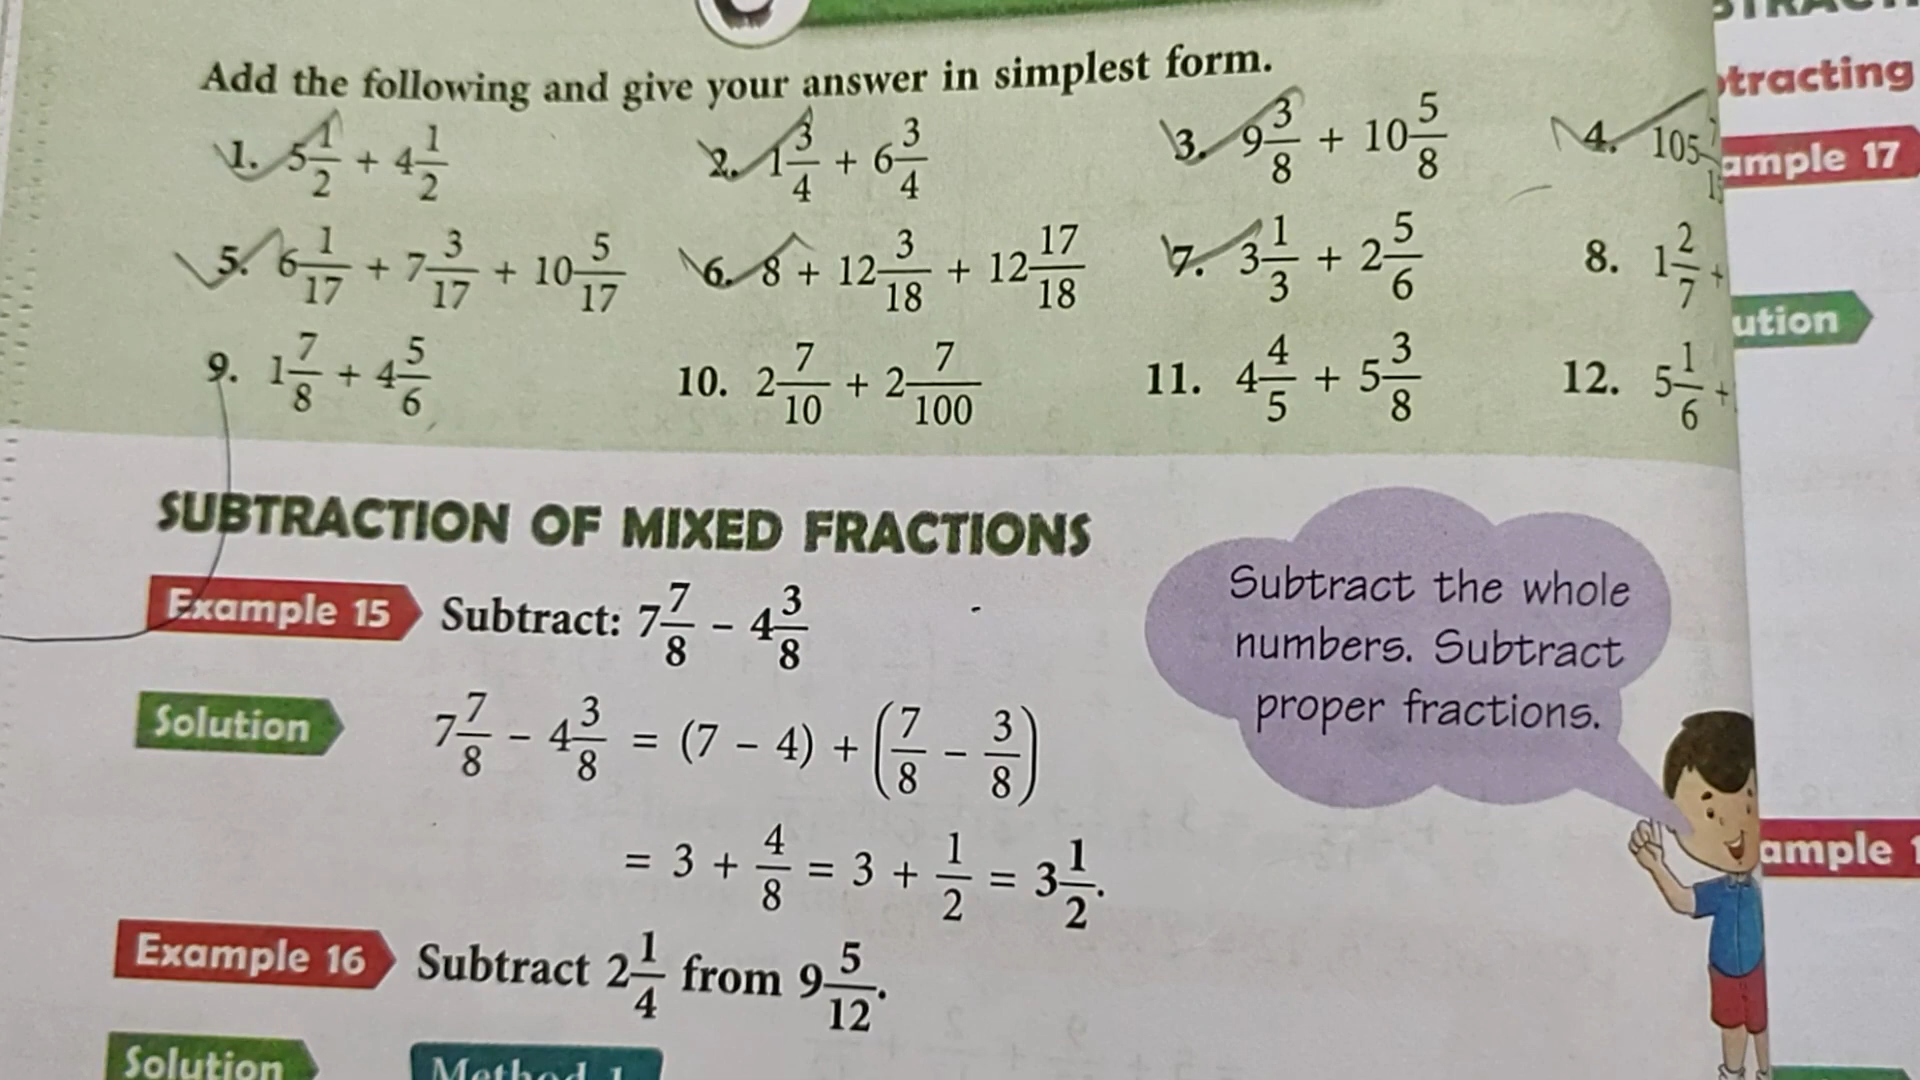 Add the following and give your answer in simplest form.
1. 5 1/2 + 4 1/2 2. 1 3/4 + 6 3/4 3. 9 3/8 + 10 5/8 4. 105
5. 6 1/17 + 7 3/17 + 10 5/17 6. 8 + 12 3/18 + 12 17/18 7. 3 1/3 + 2 5/6 8. 1 2/7 +
9. 1 7/8 + 4 5/6 10. 2 7/10 + 2 7/100 11. 4 4/5 + 5 3/8 12. 5 1/6 +
SUBTRACTION OF MIXED FRACTIONS
Example 15 Subtract: 7 7/8 − 4 3/8
Solution 7 7/8 − 4 3/8 = (7 − 4) + (7/8 − 3/8)
= 3 + 4/8 = 3 + 1/2 = 3 1/2.
Example 16 Subtract 2 1/4 from 9 5/12.
Solution Method 1
Subtract the whole
numbers. Subtract
proper fractions.
tracting
ample 17
ution
ample 1